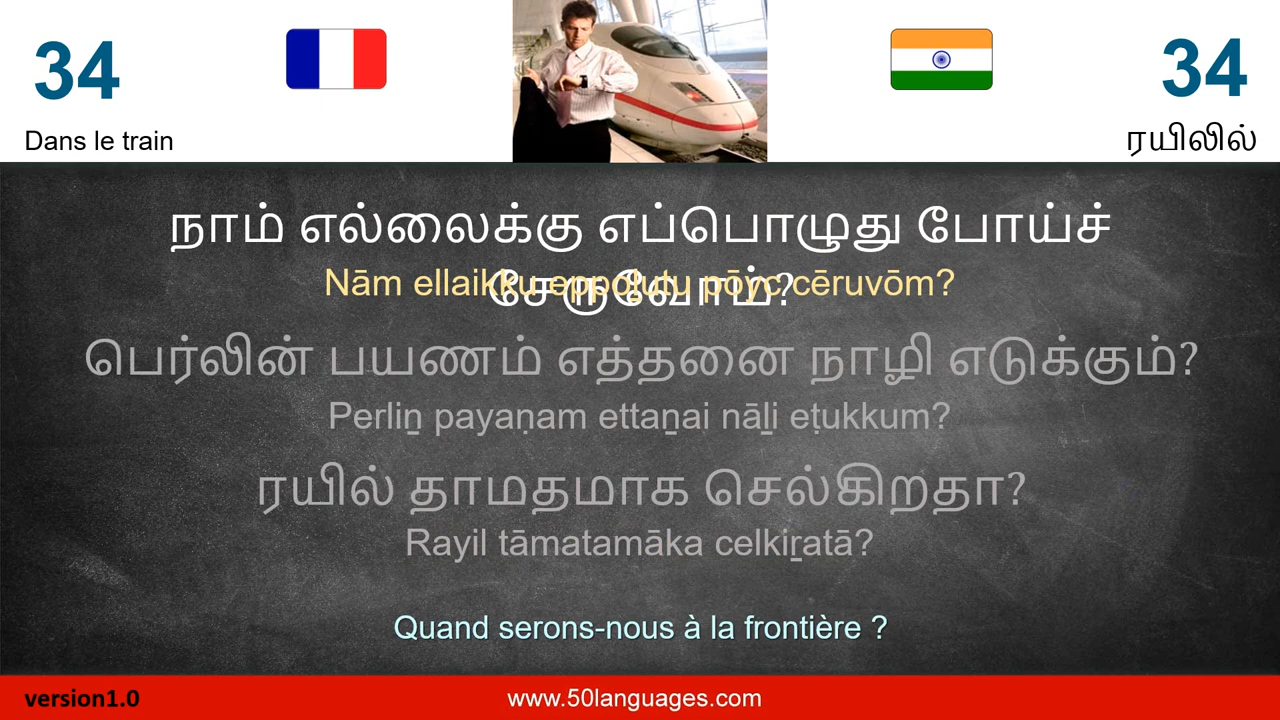 34
34
Dans le train
ரயிலில்
நாம் எல்லைக்கு எப்பொழுது போய்ச்
சேருவோம்?
Nām ellaikku eppoḻutu pōyc cēruvōm?
பெர்லின் பயணம் எத்தனை நாழி எடுக்கும்?
Perliṉ payaṇam ettaṉai nāḻi eṭukkum?
ரயில் தாமதமாக செல்கிறதா?
Rayil tāmatamāka celkiṟatā?
Quand serons-nous à la frontière ?
version1.0
www.50languages.com